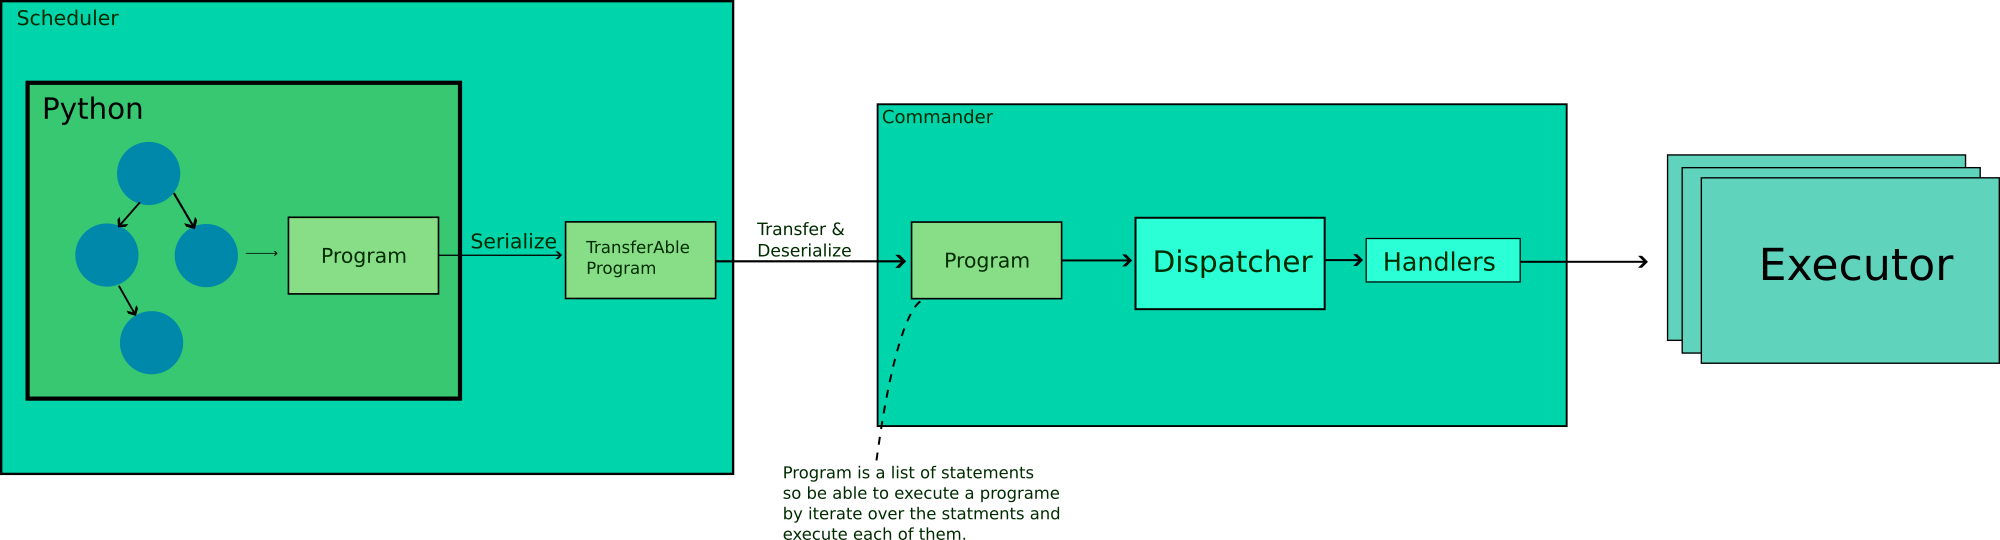 Scheduler
Python
Program
Serialize
TransferAble
Program
Transfer &
Deserialize
Commander
Program
Dispatcher
Handlers
Executor
Program is a list of statements
so be able to execute a programe
by iterate over the statments and
execute each of them.